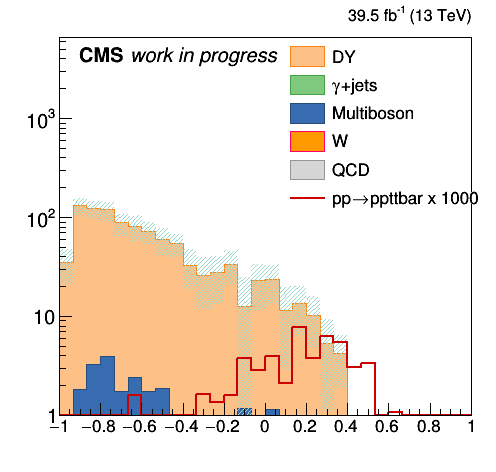 39.5 fb⁻¹ (13 TeV)
CMS work in progress
DY
γ+jets
Multiboson
W
QCD
pp→ppttbar x 1000
10³
10²
10
1
−1 −0.8 −0.6 −0.4 −0.2 0 0.2 0.4 0.6 0.8 1